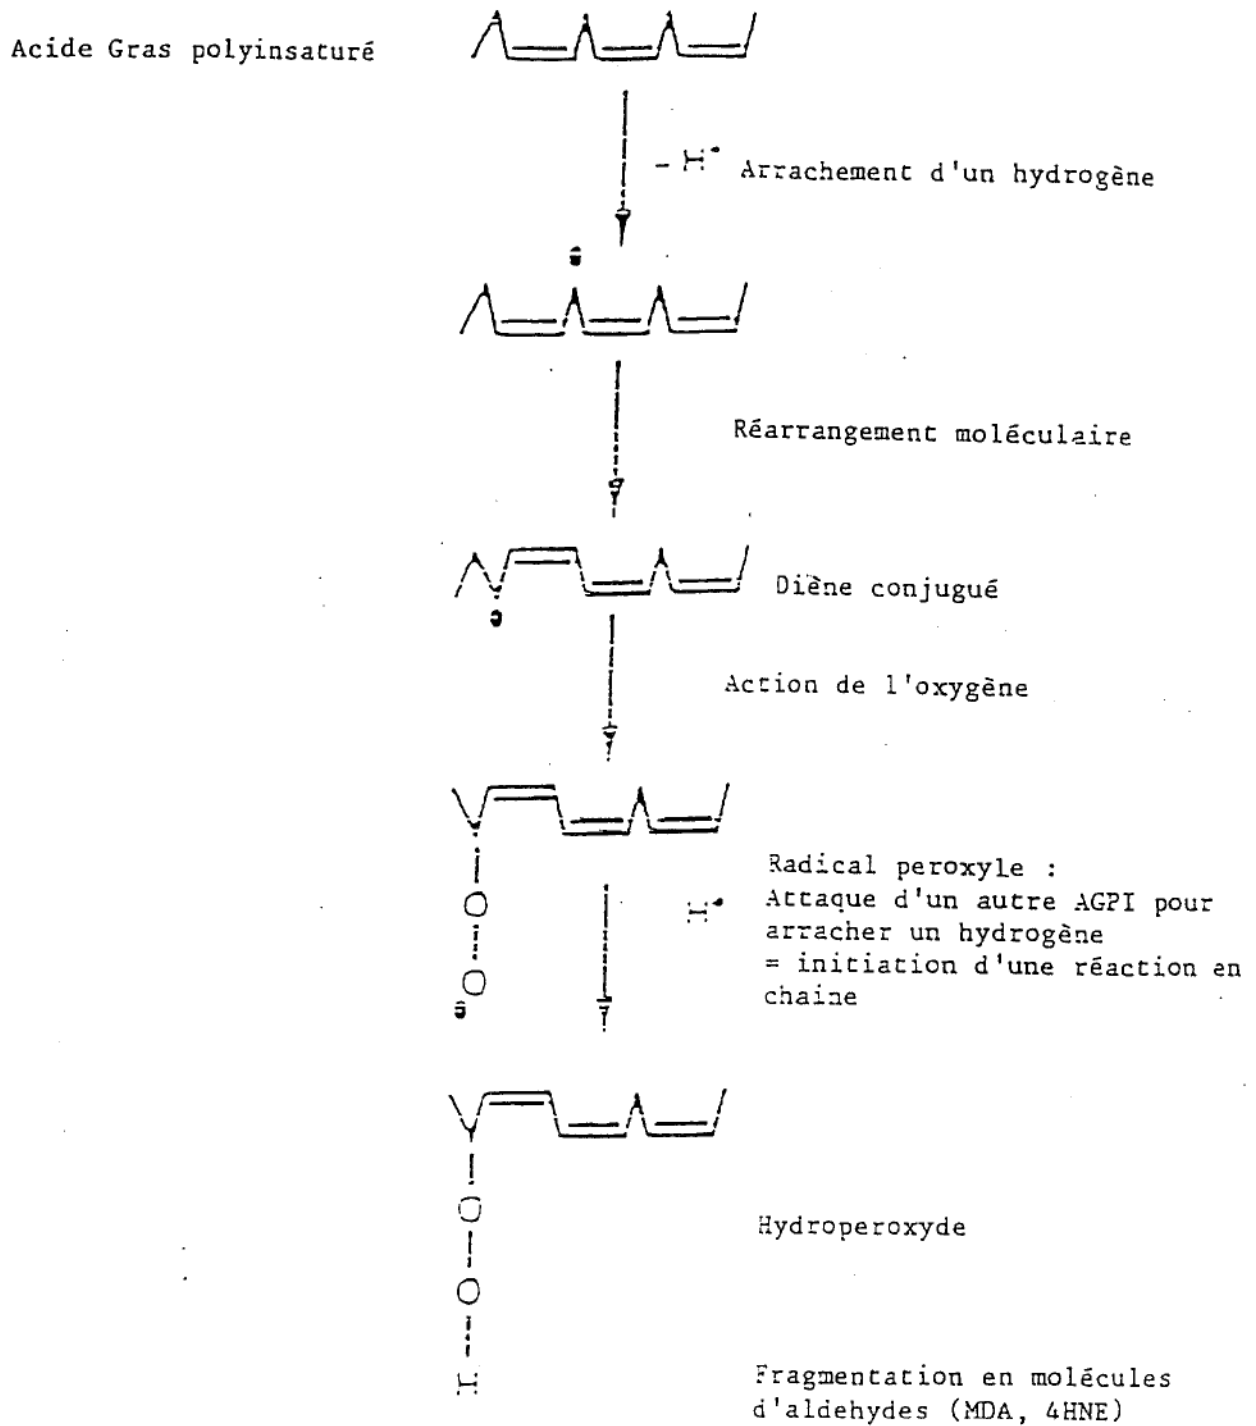 Acide Gras polyinsaturé
- H•
Arrachement d'un hydrogène
Réarrangement moléculaire
Diène conjugué
Action de l'oxygène
O
O
H•
Radical peroxyle :
Attaque d'un autre AGPI pour
arracher un hydrogène
= initiation d'une réaction en
chaine
O
O
H
Hydroperoxyde
Fragmentation en molécules
d'aldehydes (MDA, 4HNE)